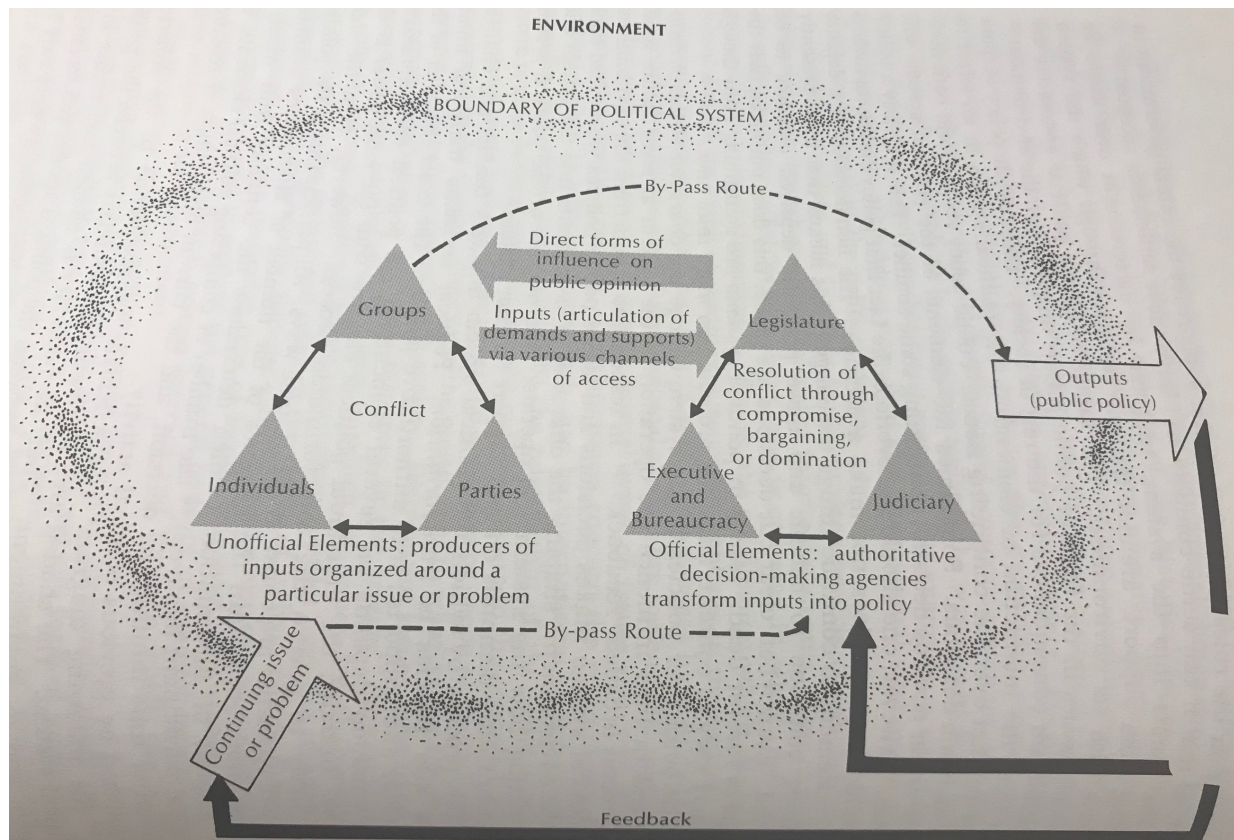 ENVIRONMENT
BOUNDARY OF POLITICAL SYSTEM
By-Pass Route
Direct forms of
influence on
public opinion
Groups
Inputs (articulation of
demands and supports)
via various channels
of access
Legislature
Resolution of
conflict through
compromise,
bargaining,
or domination
Outputs
(public policy)
Conflict
Individuals
Parties
Executive
and
Bureaucracy
Judiciary
Unofficial Elements: producers of
inputs organized around a
particular issue or problem
Official Elements: authoritative
decision-making agencies
transform inputs into policy
By-pass Route
Continuing issue
or problem
Feedback